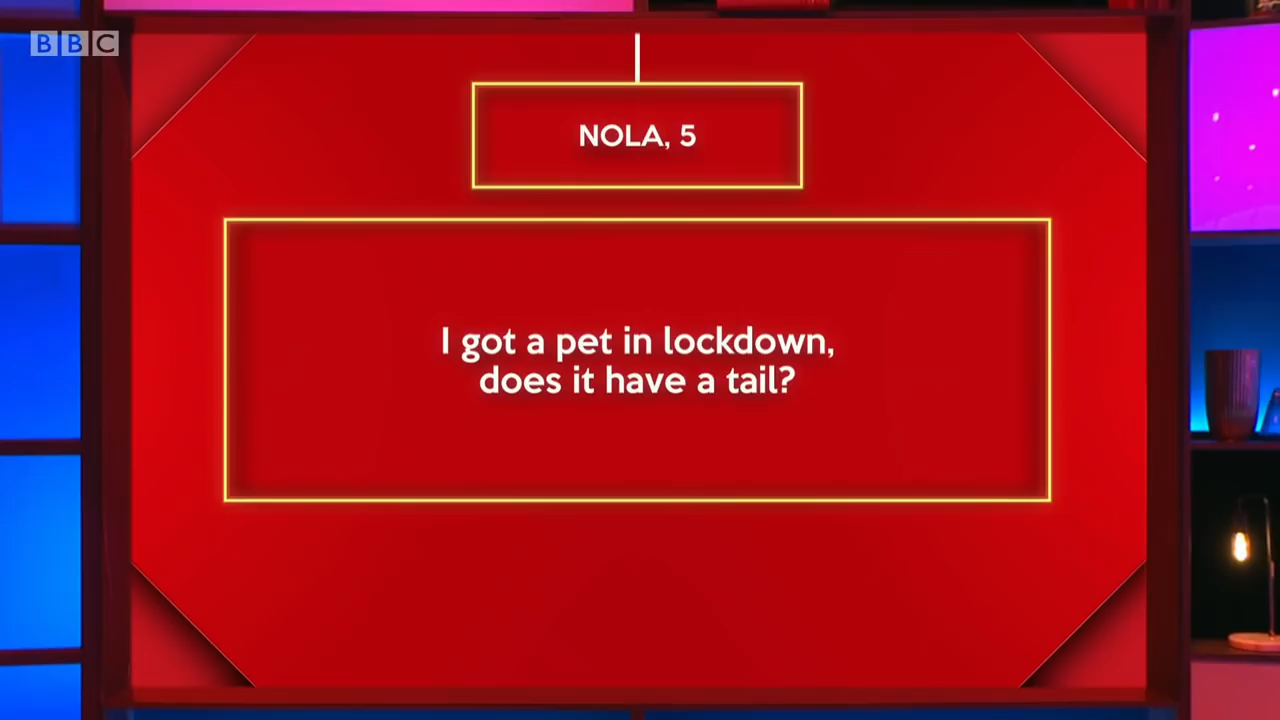 BBC
NOLA, 5
I got a pet in lockdown,
does it have a tail?